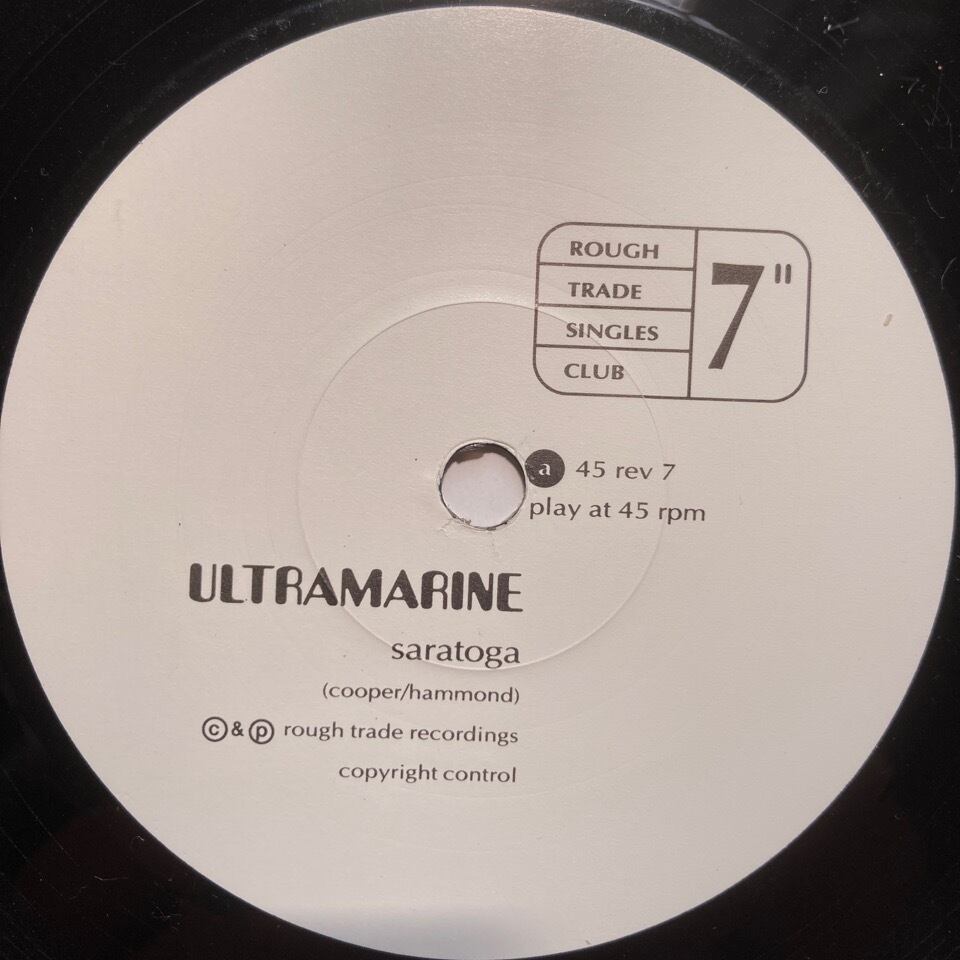 ROUGH
TRADE
SINGLES
CLUB
7"
a 45 rev 7
play at 45 rpm
ULTRAMARINE
saratoga
(cooper/hammond)
©&℗ rough trade recordings
copyright control